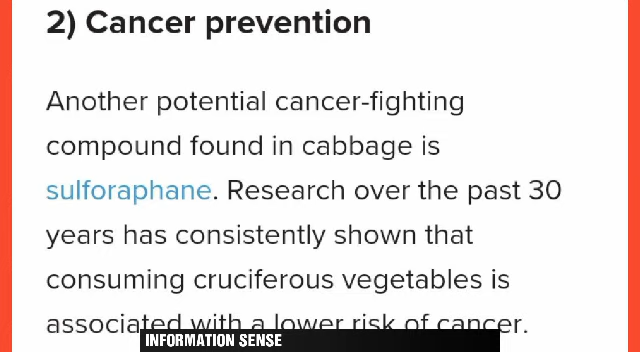 2) Cancer prevention
Another potential cancer-fighting
compound found in cabbage is
sulforaphane. Research over the past 30
years has consistently shown that
consuming cruciferous vegetables is
associated with a lower risk of cancer.
INFORMATION SENSE